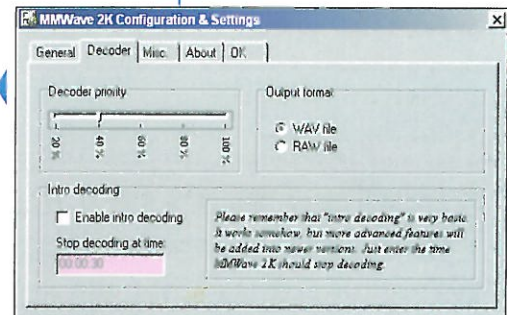 MMWave 2K Configuration & Settings
General Decoder Misc. About OK
Decoder priority
20 % 40 % 60 % 80 % 100 %
Output format
WAV file
RAW file
Intro decoding
Enable intro decoding
Stop decoding at time:
00:00:30
Please remember that "intro decoding" is very basic.
It works somehow, but more advanced features will
be added into newer versions. Just enter the time
MMWave 2K should stop decoding.